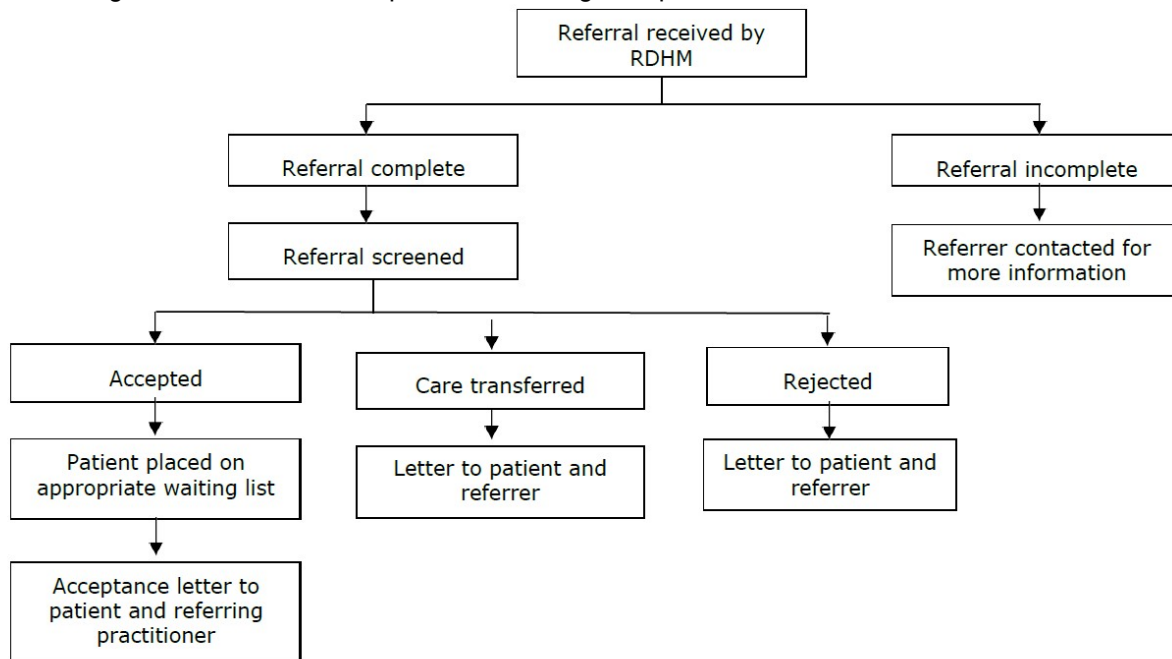 Referral received by
RDHM
Referral complete
Referral incomplete
Referral screened
Referrer contacted for
more information
Accepted
Care transferred
Rejected
Patient placed on
appropriate waiting list
Letter to patient and
referrer
Letter to patient and
referrer
Acceptance letter to
patient and referring
practitioner